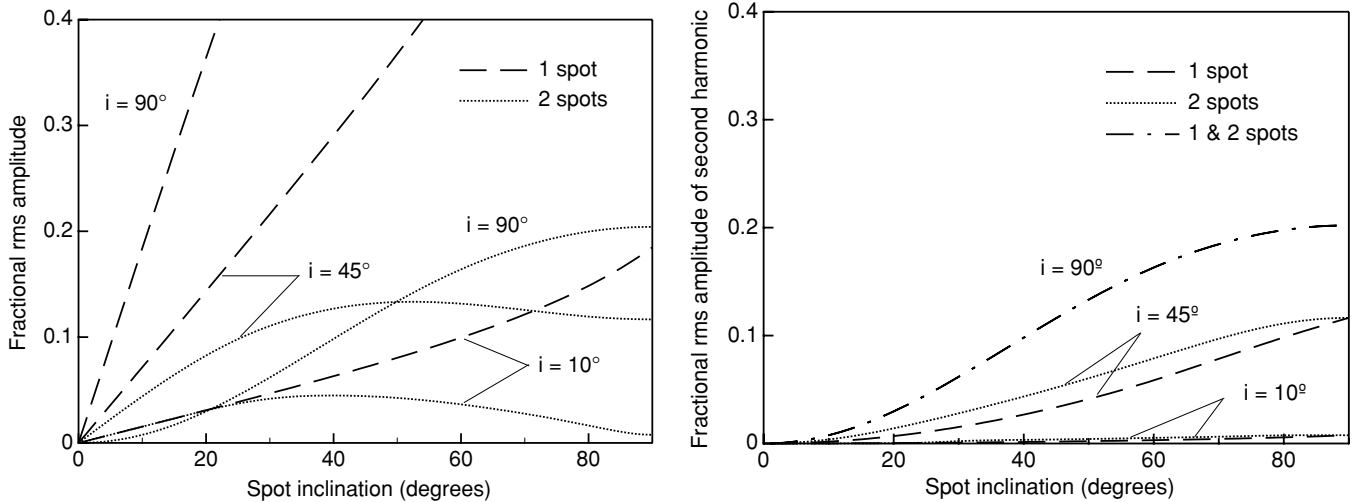 0.4
0.3
0.2
0.1
0
Fractional rms amplitude
1 spot
2 spots
i = 90°
i = 45°
i = 90°
i = 10°
0
20
40
60
80
Spot inclination (degrees)
0.4
0.3
0.2
0.1
0
Fractional rms amplitude of second harmonic
1 spot
2 spots
1 & 2 spots
i = 90º
i = 45º
i = 10º
0
20
40
60
80
Spot inclination (degrees)